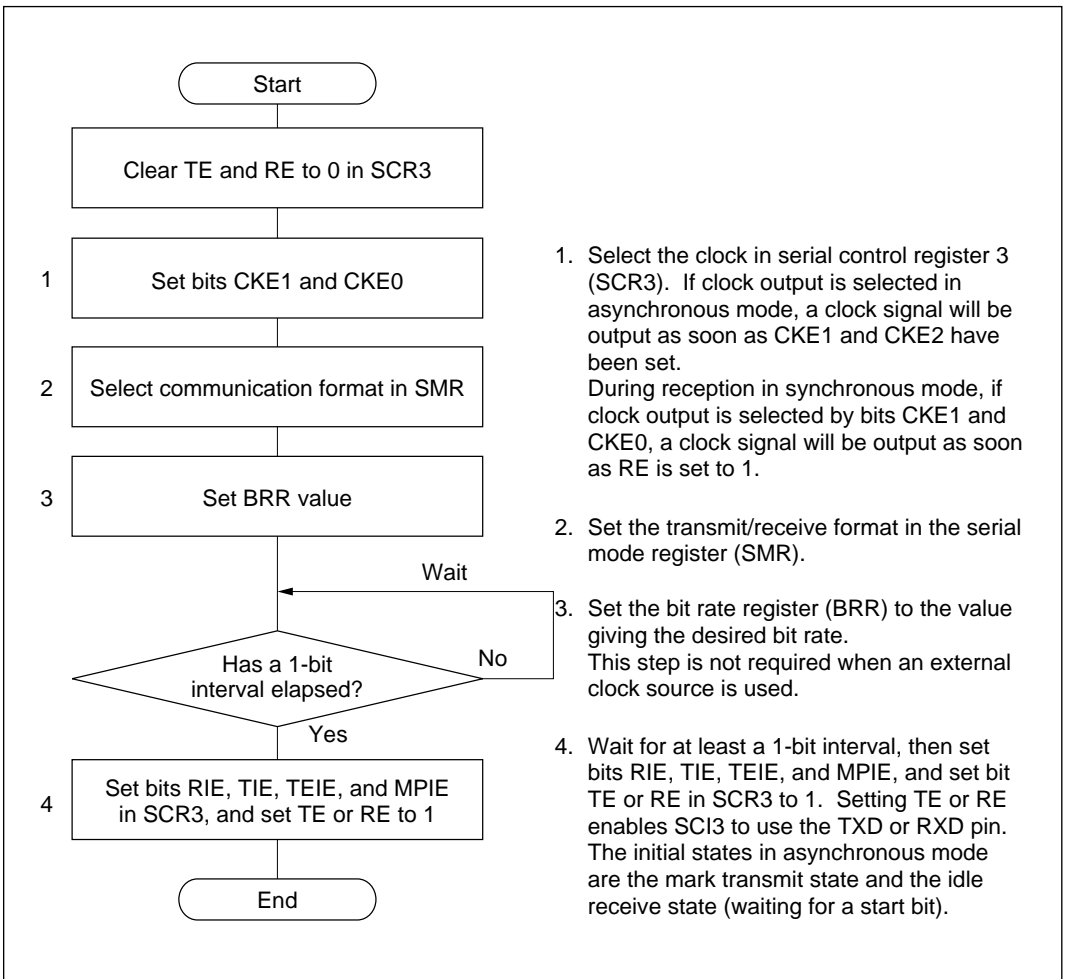 Start
Clear TE and RE to 0 in SCR3
1
Set bits CKE1 and CKE0
2
Select communication format in SMR
3
Set BRR value
Wait
Has a 1-bit
interval elapsed?
No
Yes
4
Set bits RIE, TIE, TEIE, and MPIE
in SCR3, and set TE or RE to 1
End
1. Select the clock in serial control register 3
(SCR3). If clock output is selected in
asynchronous mode, a clock signal will be
output as soon as CKE1 and CKE2 have
been set.
During reception in synchronous mode, if
clock output is selected by bits CKE1 and
CKE0, a clock signal will be output as soon
as RE is set to 1.
2. Set the transmit/receive format in the serial
mode register (SMR).
3. Set the bit rate register (BRR) to the value
giving the desired bit rate.
This step is not required when an external
clock source is used.
4. Wait for at least a 1-bit interval, then set
bits RIE, TIE, TEIE, and MPIE, and set bit
TE or RE in SCR3 to 1. Setting TE or RE
enables SCI3 to use the TXD or RXD pin.
The initial states in asynchronous mode
are the mark transmit state and the idle
receive state (waiting for a start bit).